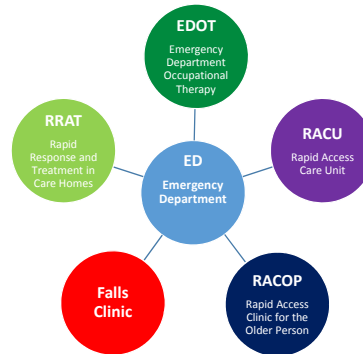 EDOT
Emergency
Department
Occupational
Therapy
RRAT
Rapid
Response and
Treatment in
Care Homes
RACU
Rapid Access
Care Unit
ED
Emergency
Department
Falls
Clinic
RACOP
Rapid Access
Clinic for the
Older Person